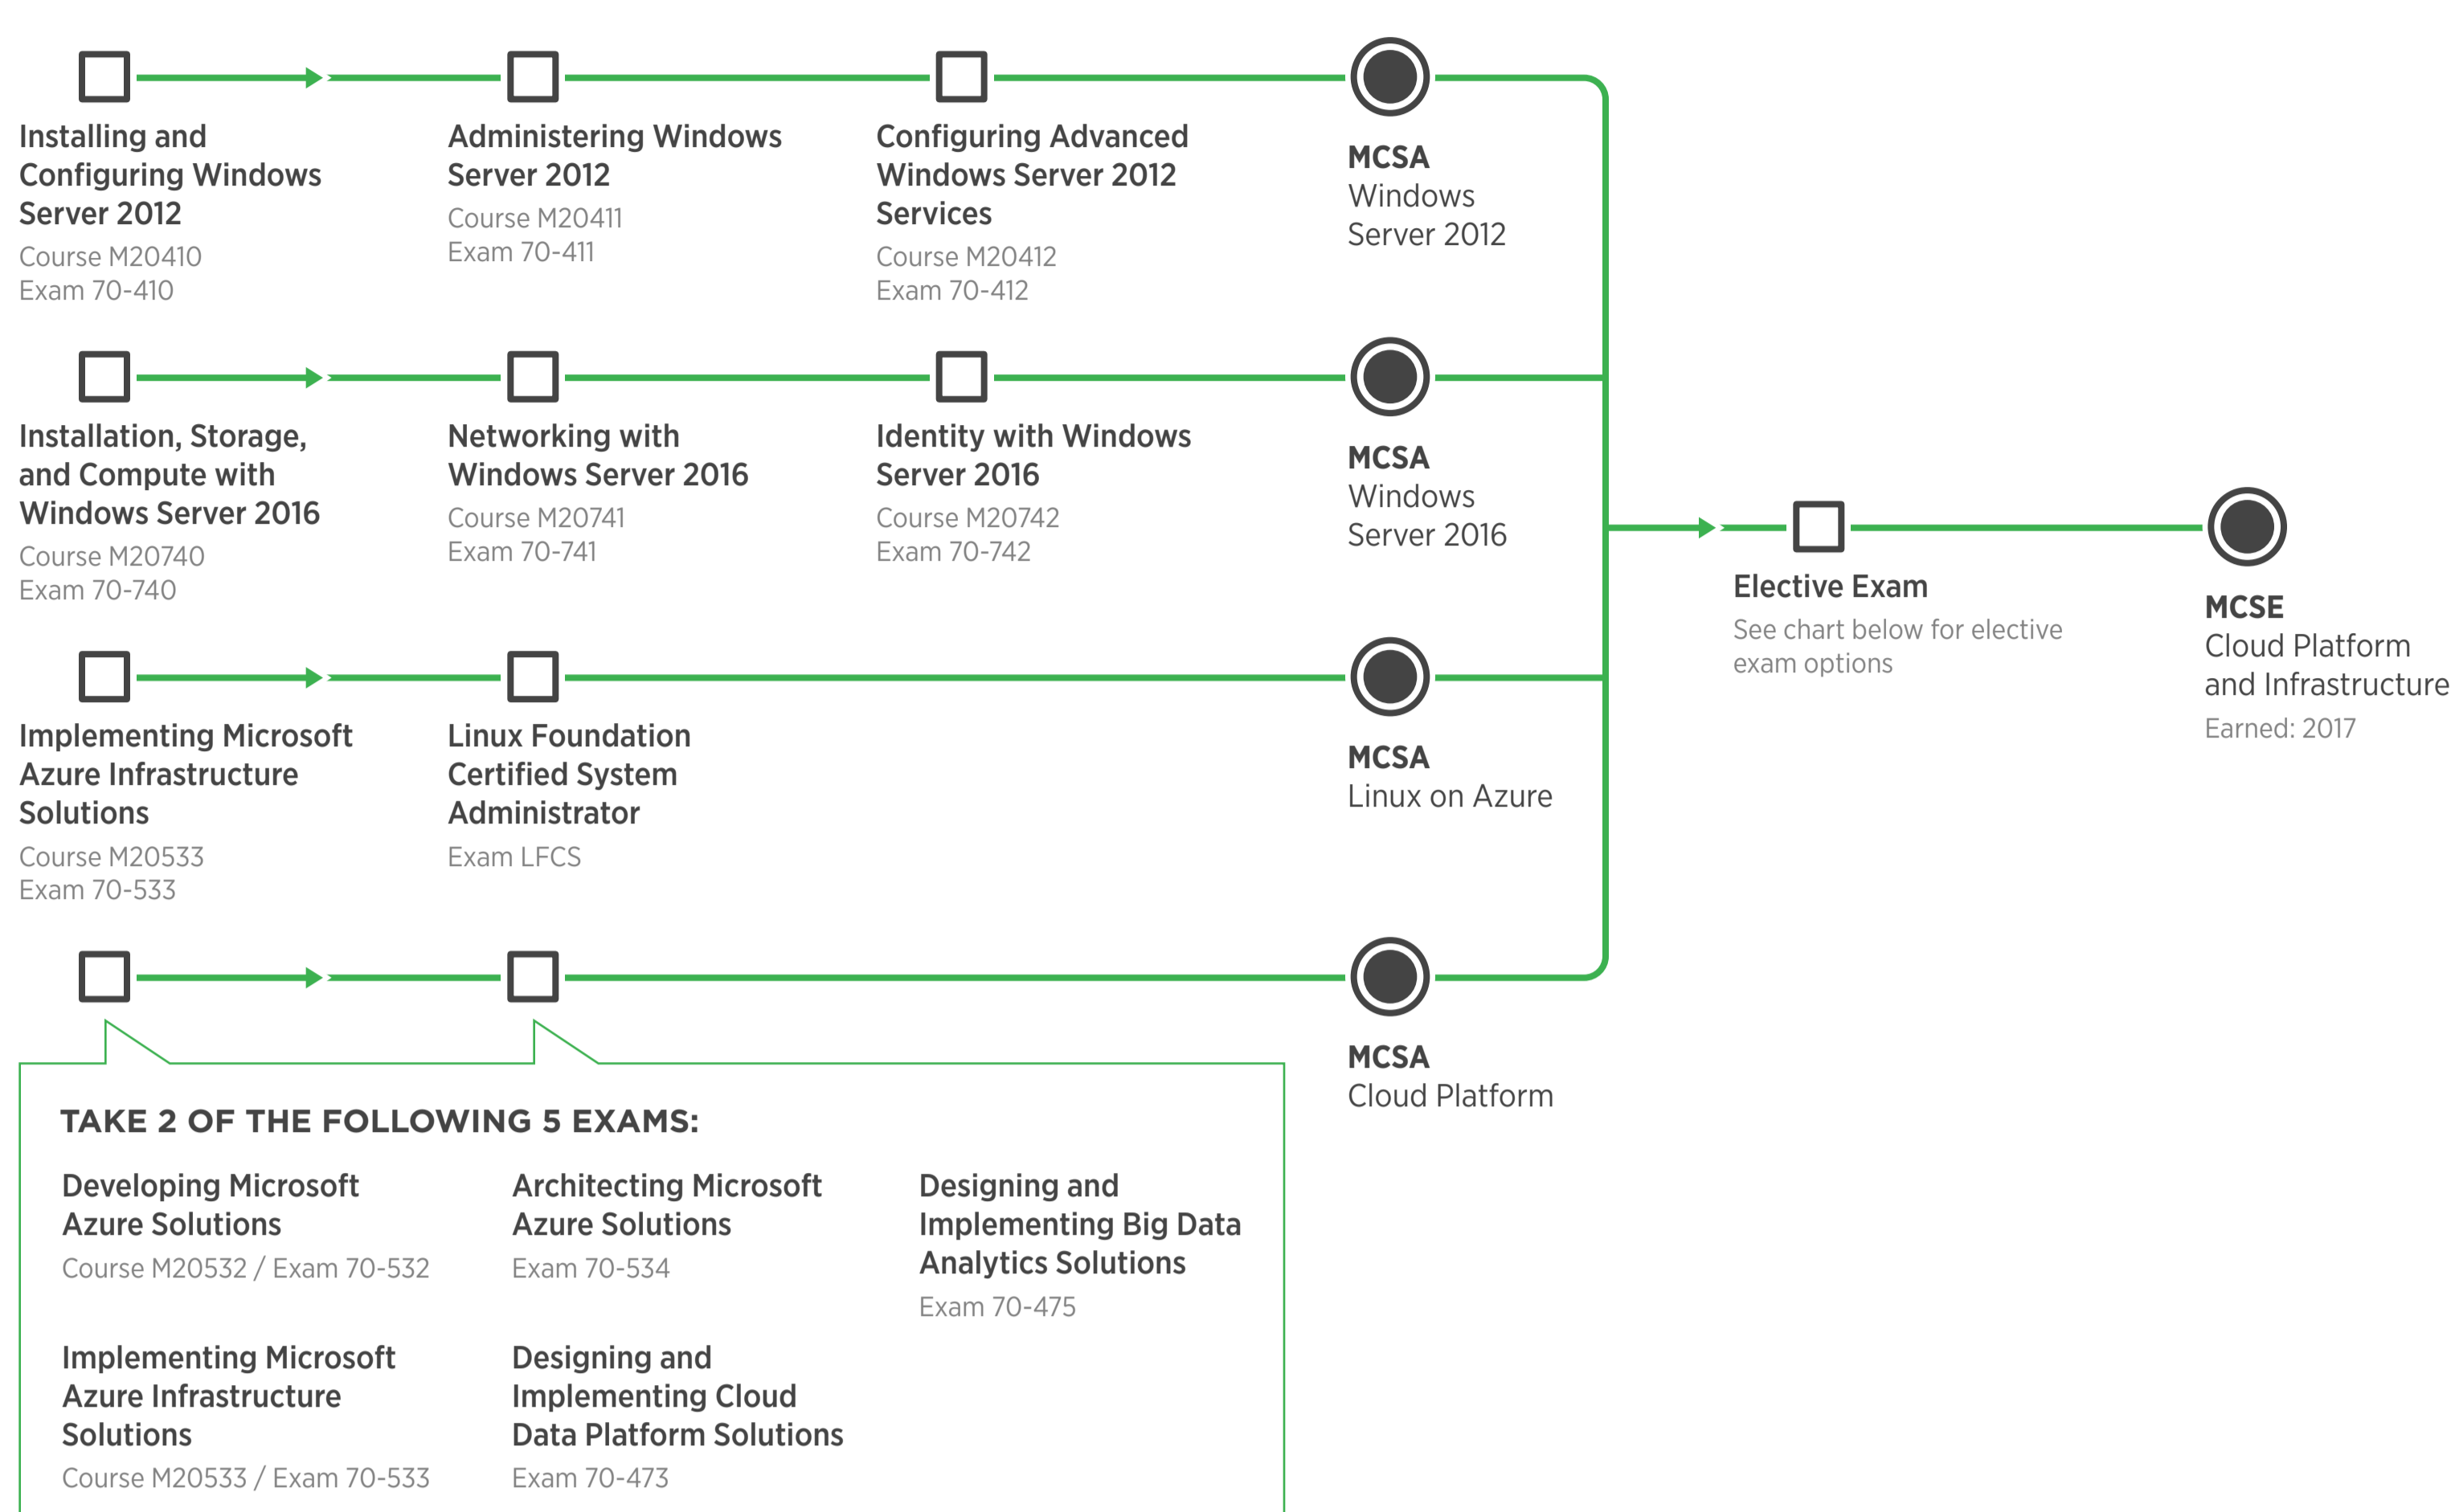 Installing and
Configuring Windows
Server 2012
Course M20410
Exam 70-410
Administering Windows
Server 2012
Course M20411
Exam 70-411
Configuring Advanced
Windows Server 2012
Services
Course M20412
Exam 70-412
MCSA
Windows
Server 2012
Installation, Storage,
and Compute with
Windows Server 2016
Course M20740
Exam 70-740
Networking with
Windows Server 2016
Course M20741
Exam 70-741
Identity with Windows
Server 2016
Course M20742
Exam 70-742
MCSA
Windows
Server 2016
Elective Exam
See chart below for elective
exam options
MCSE
Cloud Platform
and Infrastructure
Earned: 2017
Implementing Microsoft
Azure Infrastructure
Solutions
Course M20533
Exam 70-533
Linux Foundation
Certified System
Administrator
Exam LFCS
MCSA
Linux on Azure
MCSA
Cloud Platform
TAKE 2 OF THE FOLLOWING 5 EXAMS:
Developing Microsoft
Azure Solutions
Course M20532 / Exam 70-532
Architecting Microsoft
Azure Solutions
Exam 70-534
Designing and
Implementing Big Data
Analytics Solutions
Exam 70-475
Implementing Microsoft
Azure Infrastructure
Solutions
Course M20533 / Exam 70-533
Designing and
Implementing Cloud
Data Platform Solutions
Exam 70-473